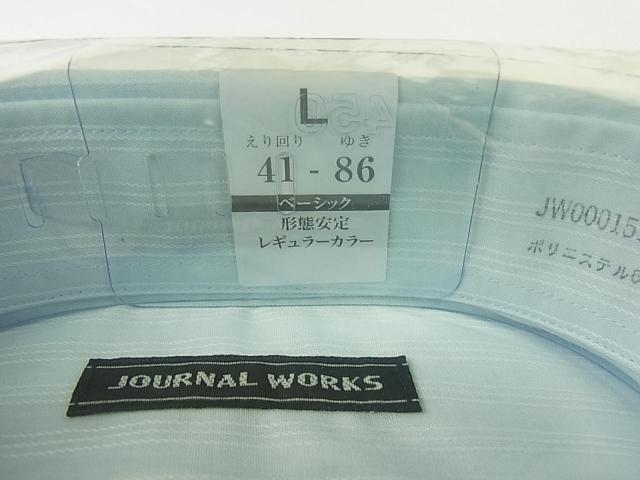 L
えり回り ゆき
41 - 86
ベーシック
形態安定
レギュラーカラー
JW00015
ポリエステル6
JOURNAL WORKS